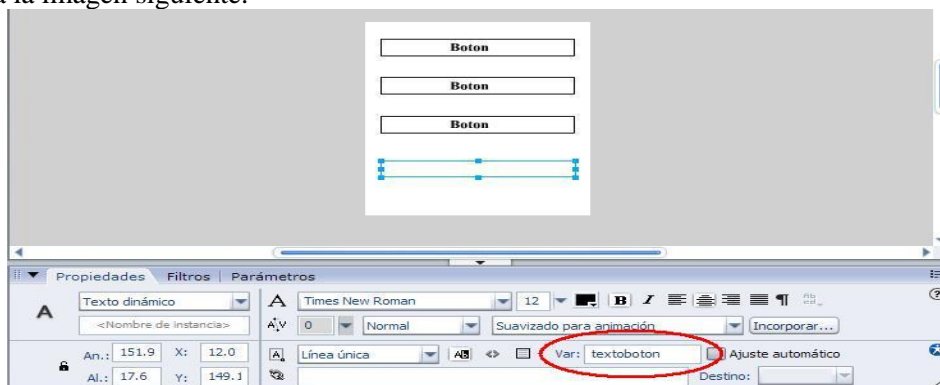 a la imagen siguiente.
Boton
Boton
Boton
Propiedades Filtros Parámetros
A Texto dinámico A Times New Roman 12 B I
<Nombre de instancia> A.V 0 Normal Suavizado para animación Incorporar...
An.: 151.9 X: 12.0 A Línea única AB <> Var: textoboton Ajuste automático
Al.: 17.6 Y: 149.1 Destino: